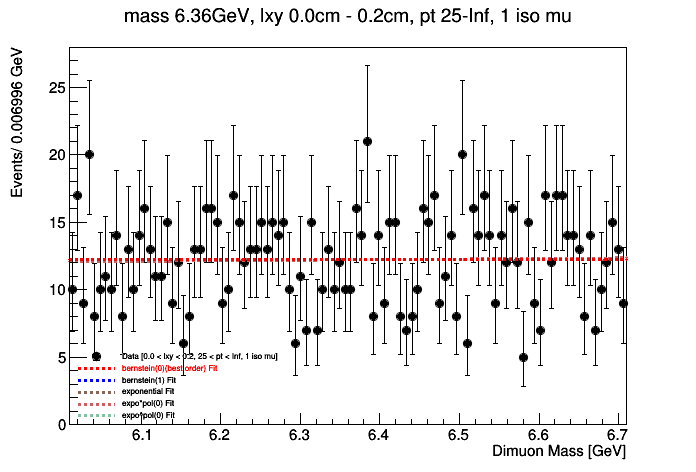 mass 6.36GeV, lxy 0.0cm - 0.2cm, pt 25-Inf, 1 iso mu
Events/ 0.006996 GeV
25
20
15
10
5
0
Data [0.0 < lxy < 0.2, 25 < pt < Inf, 1 iso mu]
bernstein(0)(best order) Fit
bernstein(1) Fit
exponential Fit
expo*pol(0) Fit
expo*pol(0) Fit
6.1 6.2 6.3 6.4 6.5 6.6 6.7
Dimuon Mass [GeV]